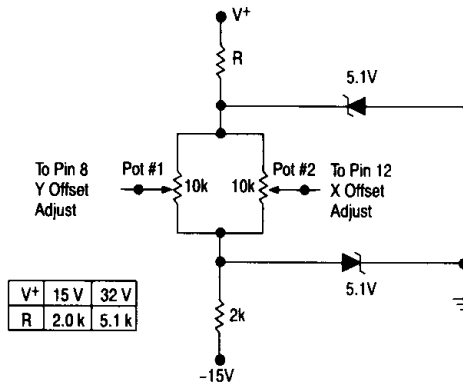 V+
R
5.1V
To Pin 8
Y Offset
Adjust
Pot #1
10k
10k
Pot #2
To Pin 12
X Offset
Adjust
5.1V
V+ 15 V 32 V
R 2.0 k 5.1 k
2k
–15V